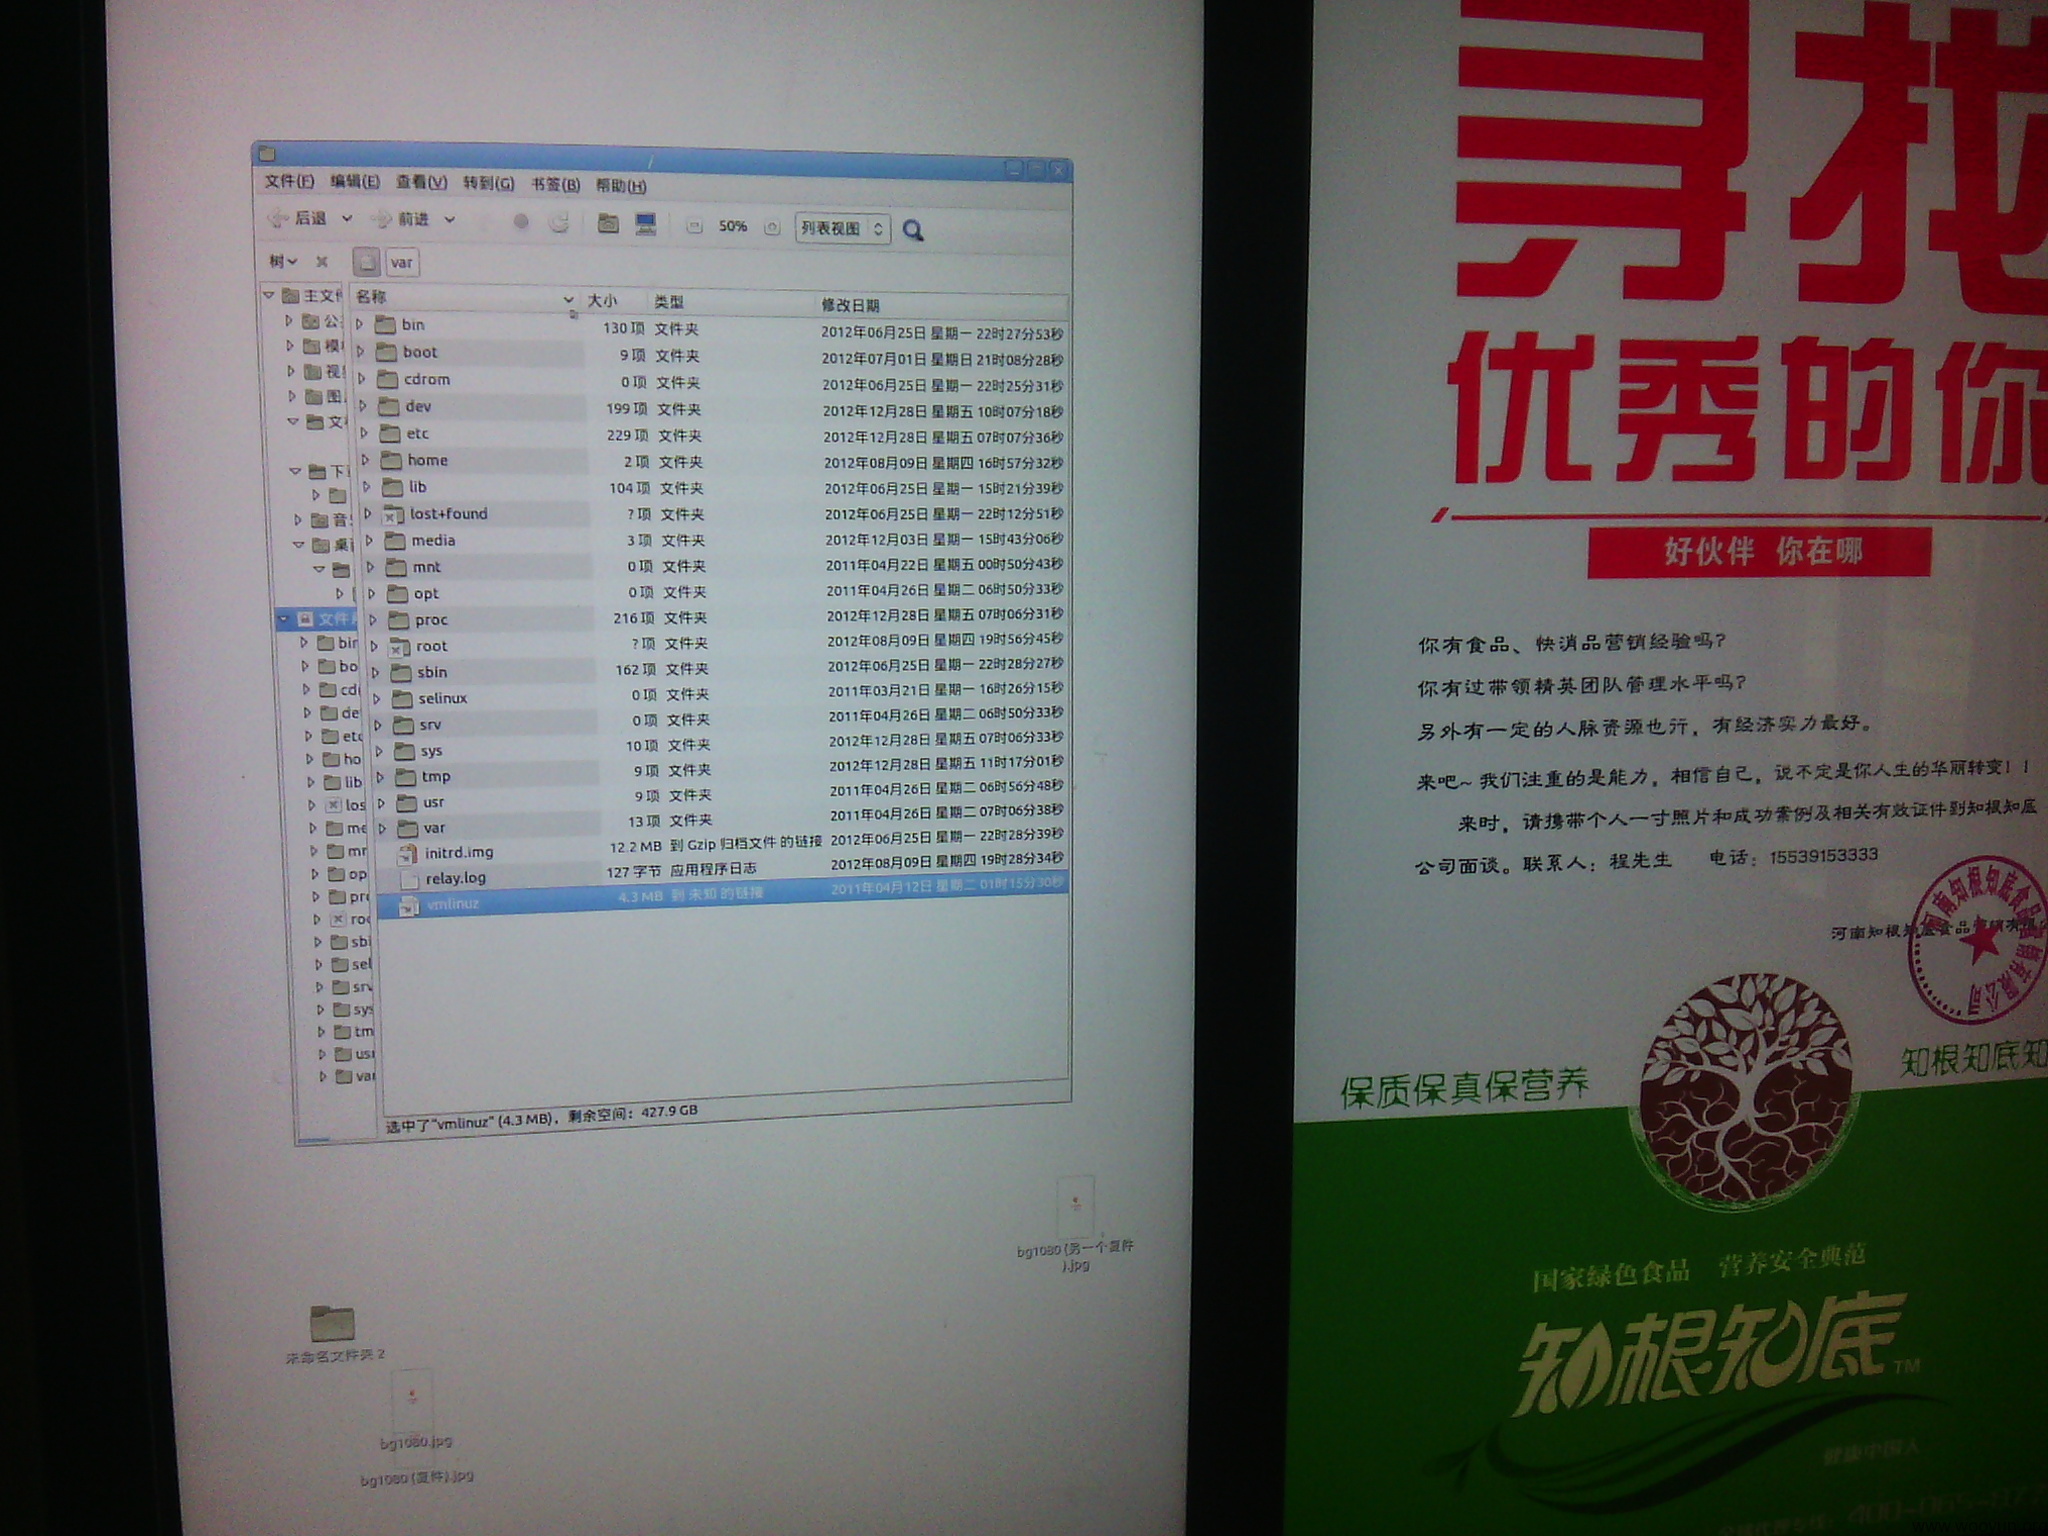 /
文件(F) 编辑(E) 查看(V) 转到(G) 书签(B) 帮助(H)
后退 前进 50% 列表视图
树 var
名称 大小 类型 修改日期
bin 130 项 文件夹 2012年06月25日 星期一 22时27分53秒
boot 9 项 文件夹 2012年07月01日 星期日 21时08分28秒
cdrom 0 项 文件夹 2012年06月25日 星期一 22时25分31秒
dev 199 项 文件夹 2012年12月28日 星期五 10时07分18秒
etc 229 项 文件夹 2012年12月28日 星期五 07时07分36秒
home 2 项 文件夹 2012年08月09日 星期四 16时57分32秒
lib 104 项 文件夹 2012年06月25日 星期一 15时21分39秒
lost+found ? 项 文件夹 2012年06月25日 星期一 22时12分51秒
media 3 项 文件夹 2012年12月03日 星期一 15时43分06秒
mnt 0 项 文件夹 2011年04月22日 星期五 00时50分43秒
opt 0 项 文件夹 2011年04月26日 星期二 06时50分33秒
proc 216 项 文件夹 2012年12月28日 星期五 07时06分31秒
root ? 项 文件夹 2012年08月09日 星期四 19时56分45秒
sbin 162 项 文件夹 2012年06月25日 星期一 22时28分27秒
selinux 0 项 文件夹 2011年03月21日 星期一 16时26分15秒
srv 0 项 文件夹 2011年04月26日 星期二 06时50分33秒
sys 10 项 文件夹 2012年12月28日 星期五 07时06分33秒
tmp 9 项 文件夹 2012年12月28日 星期五 11时17分01秒
usr 9 项 文件夹 2011年04月26日 星期二 06时56分48秒
var 13 项 文件夹 2011年04月26日 星期二 07时06分38秒
initrd.img 12.2 MB 到 Gzip 归档文件 的链接 2012年06月25日 星期一 22时28分39秒
relay.log 127 字节 应用程序日志 2012年08月09日 星期四 19时28分34秒
vmlinuz 4.3 MB 到 未知 的链接 2011年04月12日 星期二 01时15分30秒
主文
公
模
视
图
文
下
音
桌
文件
bin
bo
cd
de
etc
ho
lib
los
me
mr
op
pr
roo
sbi
sel
srv
sys
tm
usr
var
选中了"vmlinuz" (4.3 MB)，剩余空间：427.9 GB
bg1080 (另一个复件
).jpg
未命名文件夹 2
bg1080.jpg
bg1080 (复件).jpg
寻找
优秀的你
好伙伴 你在哪
你有食品、快消品营销经验吗？
你有过带领精英团队管理水平吗？
另外有一定的人脉资源也行，有经济实力最好。
来吧~ 我们注重的是能力，相信自己，说不定是你人生的华丽转变！！
来时，请携带个人一寸照片和成功案例及相关有效证件到知根知底
公司面谈。联系人：程先生 电话：15539153333
河南知根知底食品营销有限
河南知根知底食品营销有限公司
保质保真保营养
知根知底知
国家绿色食品 营养安全典范
知根知底TM
健康中国人